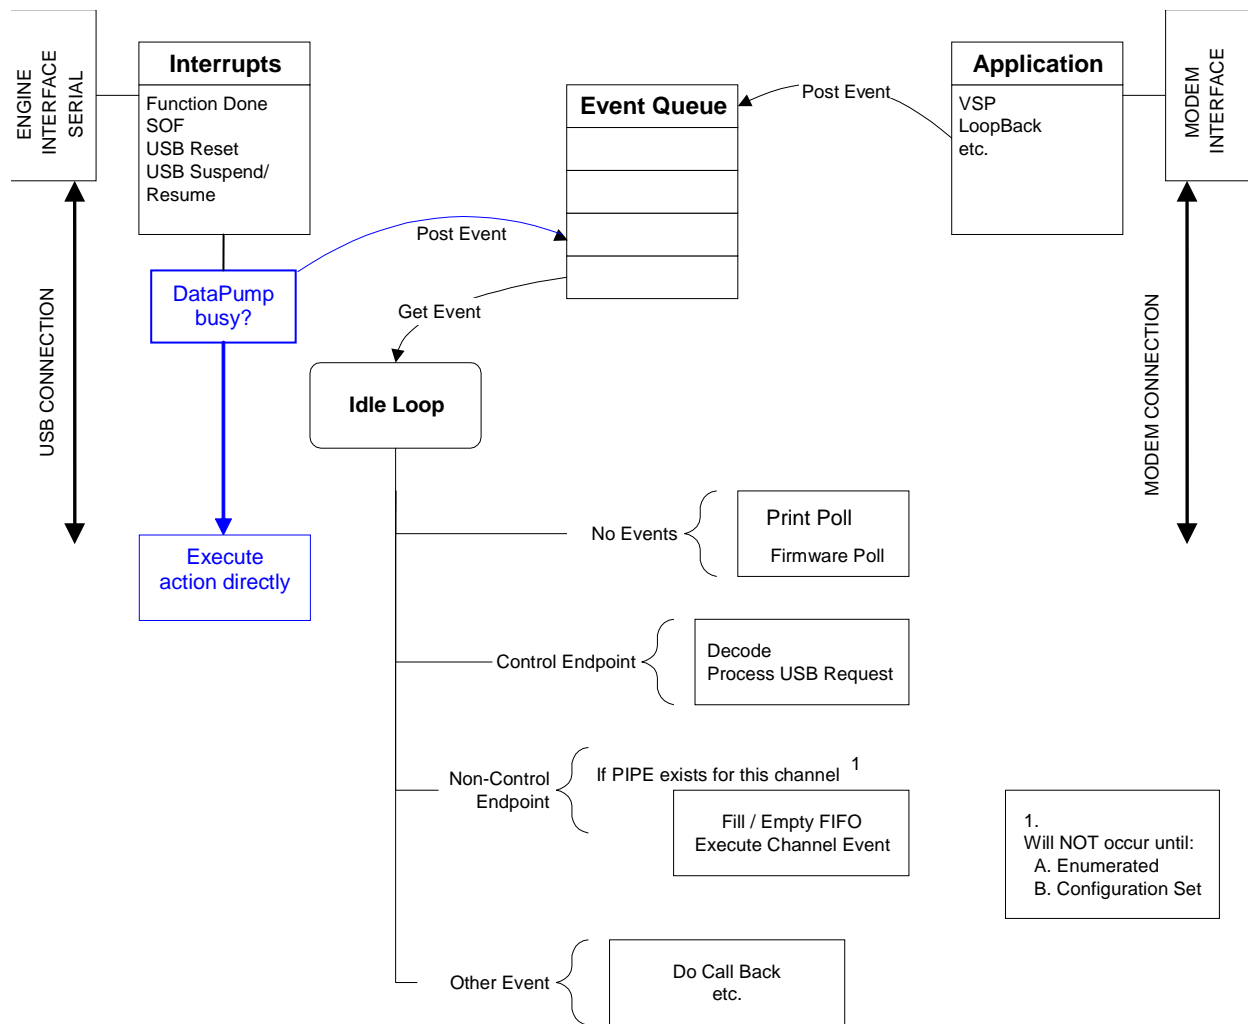 ENGINE
INTERFACE
SERIAL
Interrupts
Function Done
SOF
USB Reset
USB Suspend/
Resume
Event Queue
Post Event
Application
VSP
LoopBack
etc.
MODEM
INTERFACE
USB CONNECTION
DataPump
busy?
Post Event
Get Event
MODEM CONNECTION
Idle Loop
Execute
action directly
No Events
Print Poll
Firmware Poll
Control Endpoint
Decode
Process USB Request
Non-Control
Endpoint
If PIPE exists for this channel 1
Fill / Empty FIFO
Execute Channel Event
1.
Will NOT occur until:
A. Enumerated
B. Configuration Set
Other Event
Do Call Back
etc.